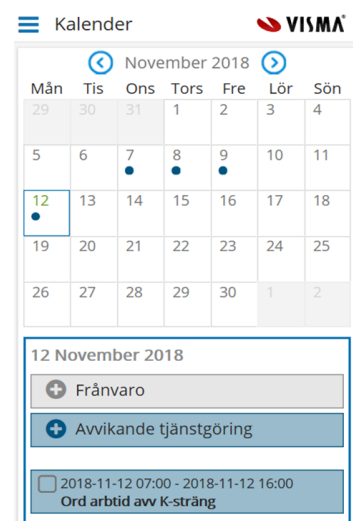 Kalender VISMA
November 2018
Mån Tis Ons Tors Fre Lör Sön
29 30 31 1 2 3 4
5 6 7 8 9 10 11
12 13 14 15 16 17 18
19 20 21 22 23 24 25
26 27 28 29 30 1 2
12 November 2018
Frånvaro
Avvikande tjänstgöring
2018-11-12 07:00 - 2018-11-12 16:00
Ord arbtid avv K-sträng